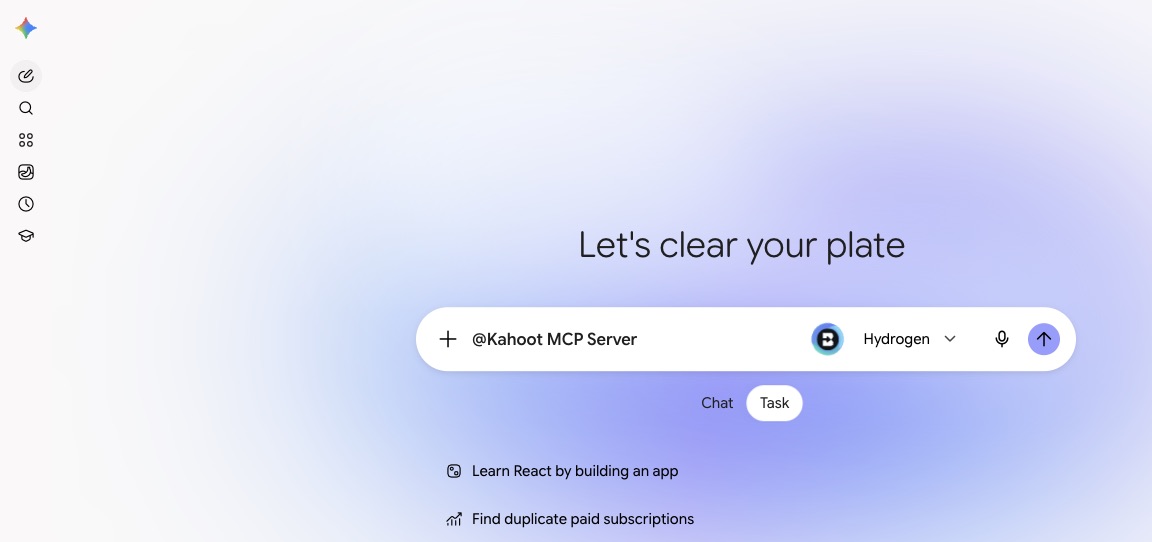 Let's clear your plate
@Kahoot MCP Server
Hydrogen
Chat
Task
Learn React by building an app
Find duplicate paid subscriptions